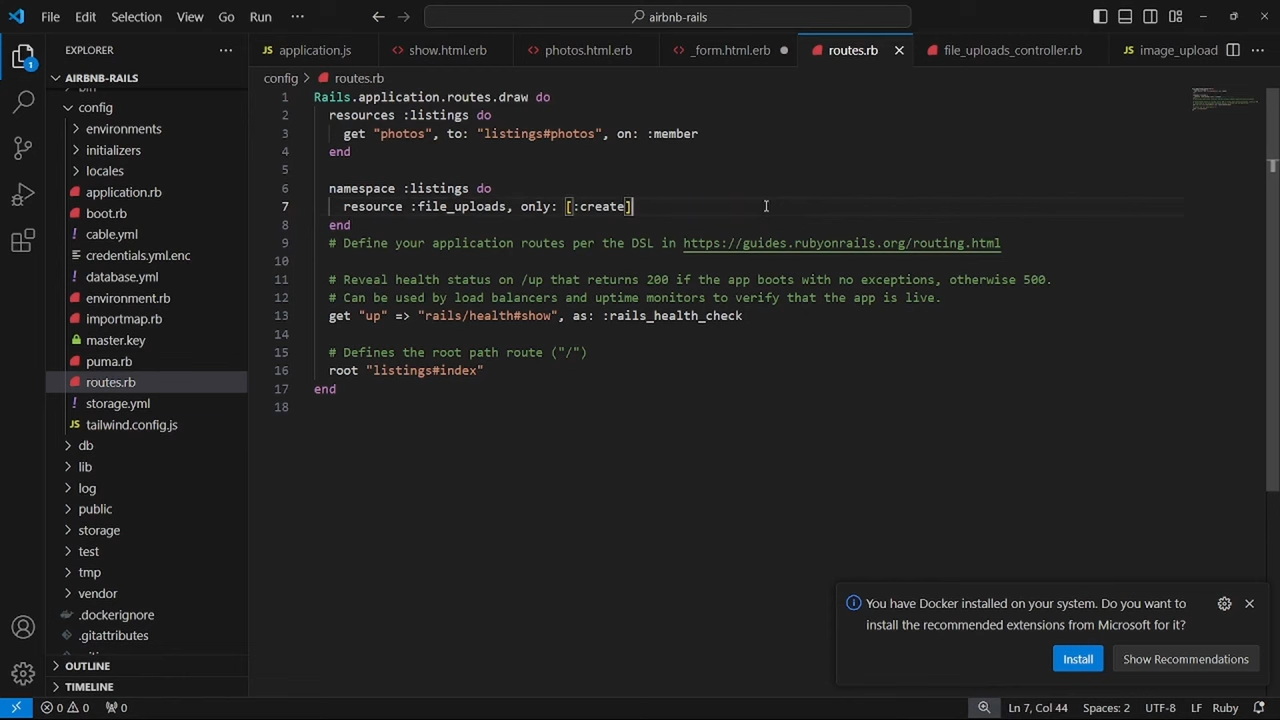 File Edit Selection View Go Run ··· airbnb-rails
EXPLORER ···
application.js show.html.erb photos.html.erb _form.html.erb routes.rb file_uploads_controller.rb image_upload ···
AIRBNB-RAILS
config > routes.rb
config
environments
initializers
locales
application.rb
boot.rb
cable.yml
credentials.yml.enc
database.yml
environment.rb
importmap.rb
master.key
puma.rb
routes.rb
storage.yml
tailwind.config.js
db
lib
log
public
storage
test
tmp
vendor
.dockerignore
.gitattributes
OUTLINE
TIMELINE
1 Rails.application.routes.draw do
2 resources :listings do
3 get "photos", to: "listings#photos", on: :member
4 end
5
6 namespace :listings do
7 resource :file_uploads, only: [:create]
8 end
9 # Define your application routes per the DSL in https://guides.rubyonrails.org/routing.html
10
11 # Reveal health status on /up that returns 200 if the app boots with no exceptions, otherwise 500.
12 # Can be used by load balancers and uptime monitors to verify that the app is live.
13 get "up" => "rails/health#show", as: :rails_health_check
14
15 # Defines the root path route ("/")
16 root "listings#index"
17 end
18
You have Docker installed on your system. Do you want to
install the recommended extensions from Microsoft for it?
Install Show Recommendations
0 0 0 Ln 7, Col 44 Spaces: 2 UTF-8 LF Ruby